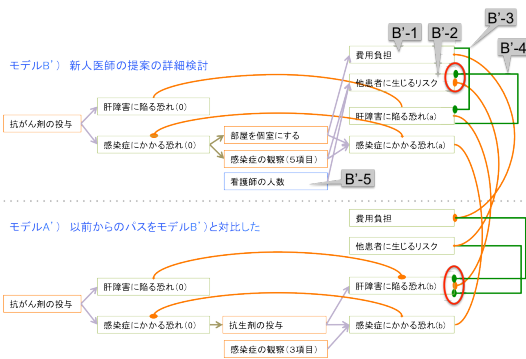 B'-1
B'-2
B'-3
B'-4
費用負担
モデルB'） 新人医師の提案の詳細検討
他患者に生じるリスク
肝障害に陥る恐れ(0)
肝障害に陥る恐れ(a)
抗がん剤の投与
部屋を個室にする
感染症にかかる恐れ(0)
感染症にかかる恐れ(a)
感染症の観察(5項目)
看護師の人数
B'-5
費用負担
モデルA'） 以前からのパスをモデルB'）と対比した
他患者に生じるリスク
肝障害に陥る恐れ(0)
肝障害に陥る恐れ(b)
抗がん剤の投与
感染症にかかる恐れ(0)
抗生剤の投与
感染症にかかる恐れ(b)
感染症の観察(3項目)